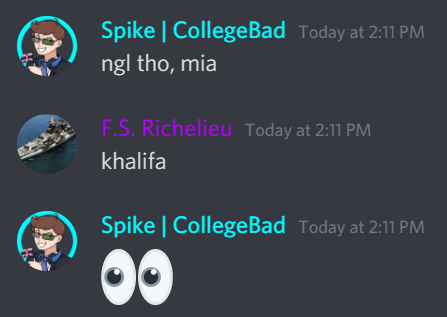 Spike | CollegeBad Today at 2:11 PM
ngl tho, mia
F.S. Richelieu Today at 2:11 PM
khalifa
Spike | CollegeBad Today at 2:11 PM
👀